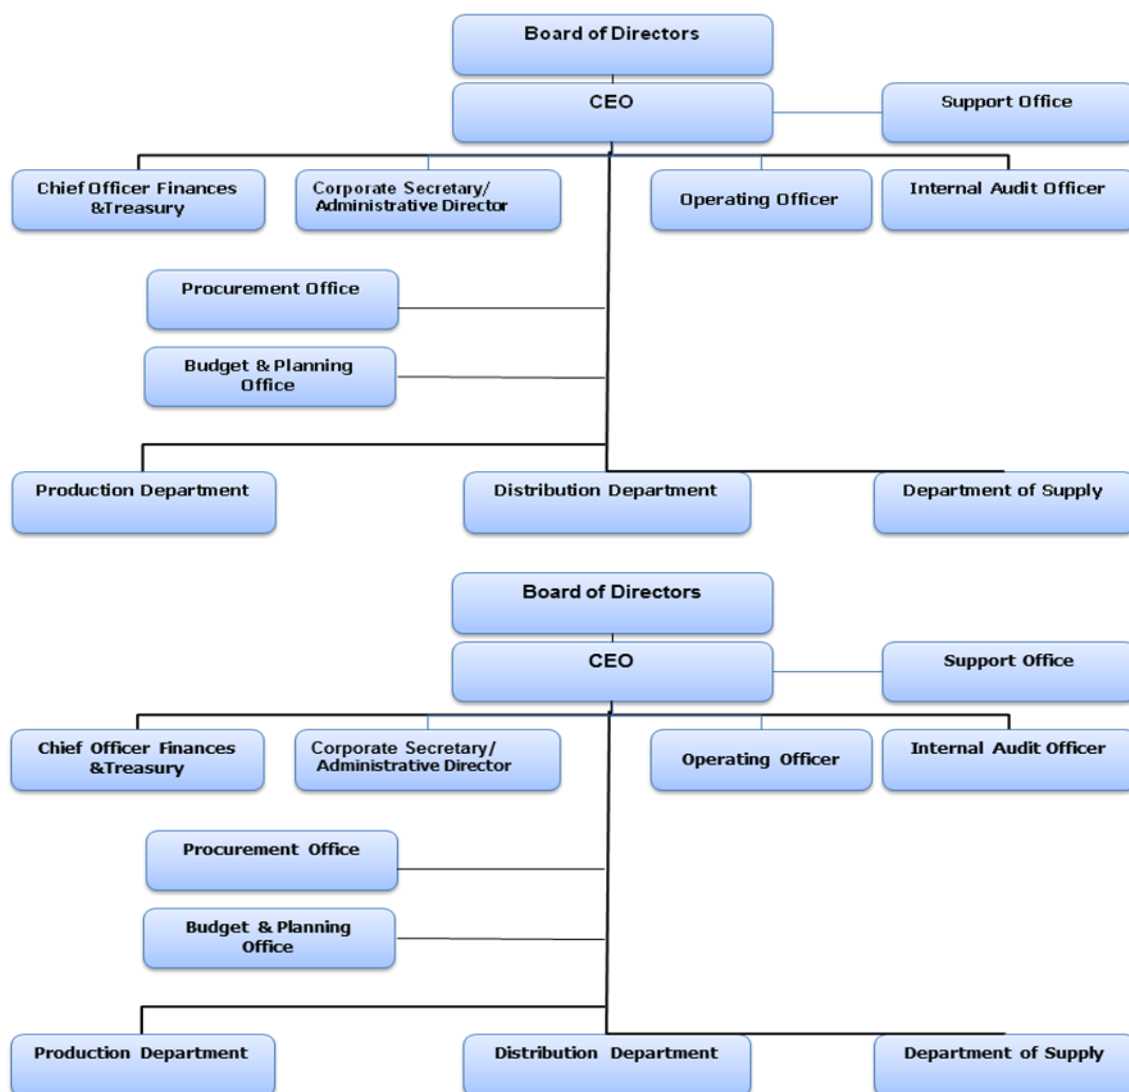 Board of Directors
CEO
Support Office
Chief Officer Finances
&Treasury
Corporate Secretary/
Administrative Director
Operating Officer
Internal Audit Officer
Procurement Office
Budget & Planning
Office
Production Department
Distribution Department
Department of Supply
Board of Directors
CEO
Support Office
Chief Officer Finances
&Treasury
Corporate Secretary/
Administrative Director
Operating Officer
Internal Audit Officer
Procurement Office
Budget & Planning
Office
Production Department
Distribution Department
Department of Supply